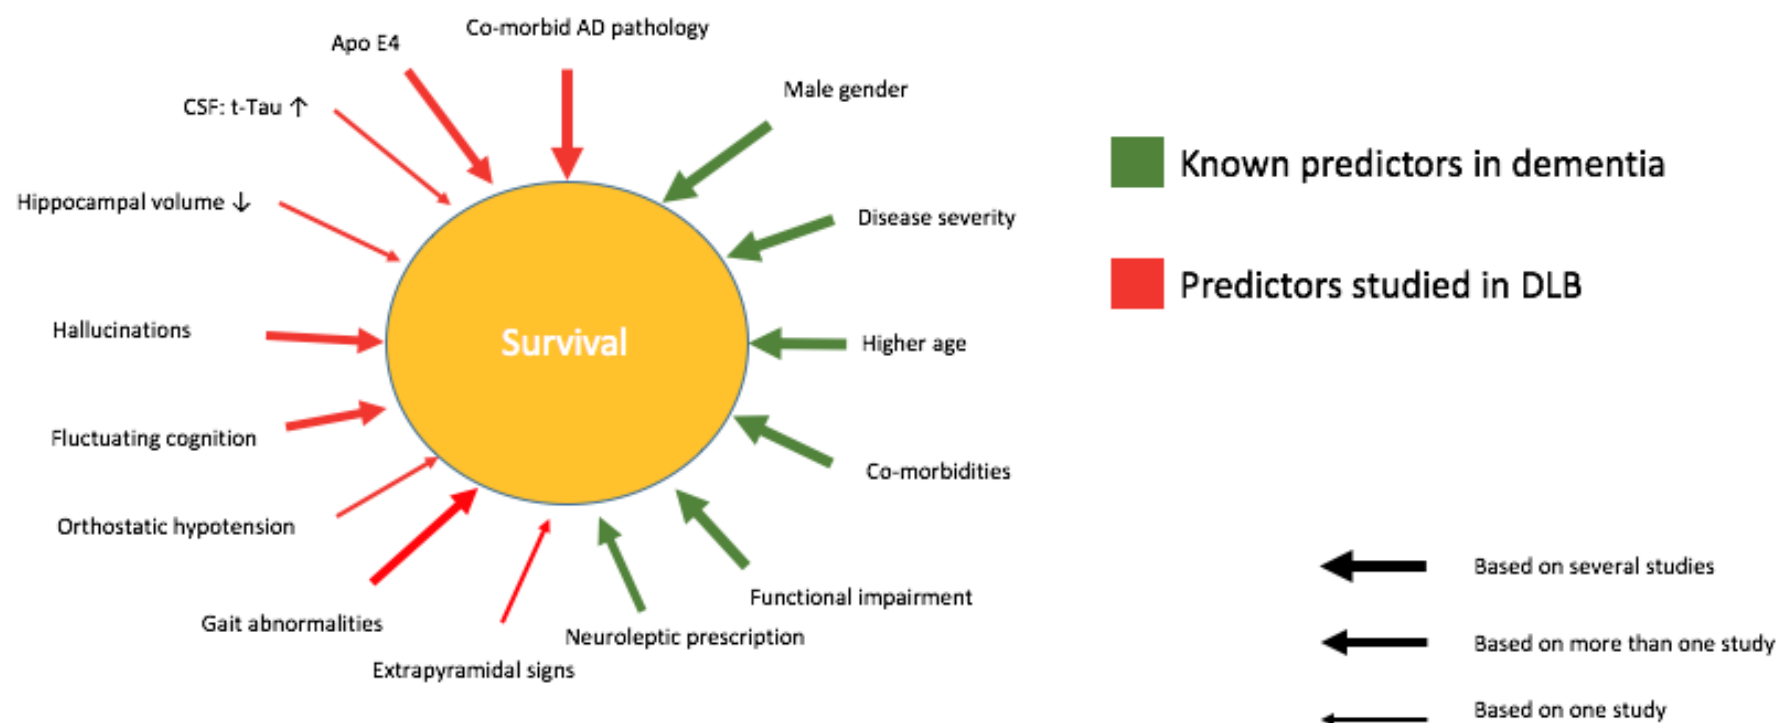 Co-morbid AD pathology
Apo E4
Male gender
CSF: t-Tau ↑
Hippocampal volume ↓
Disease severity
Hallucinations
Survival
Higher age
Fluctuating cognition
Co-morbidities
Orthostatic hypotension
Functional impairment
Gait abnormalities
Neuroleptic prescription
Extrapyramidal signs
Known predictors in dementia
Predictors studied in DLB
Based on several studies
Based on more than one study
Based on one study